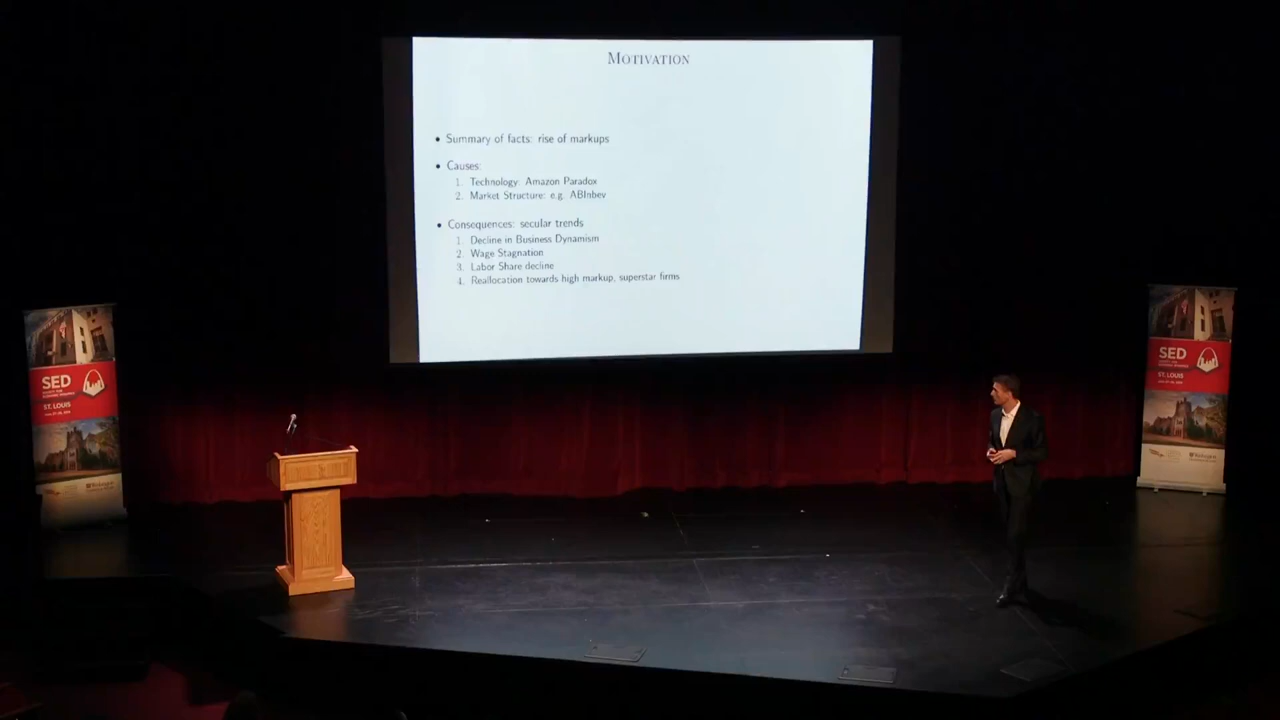 MOTIVATION
• Summary of facts: rise of markups
• Causes:
1. Technology: Amazon Paradox
2. Market Structure: e.g. ABInbev
• Consequences: secular trends
1. Decline in Business Dynamism
2. Wage Stagnation
3. Labor Share decline
4. Reallocation towards high markup, superstar firms
SED
ST. LOUIS
SED
ST. LOUIS